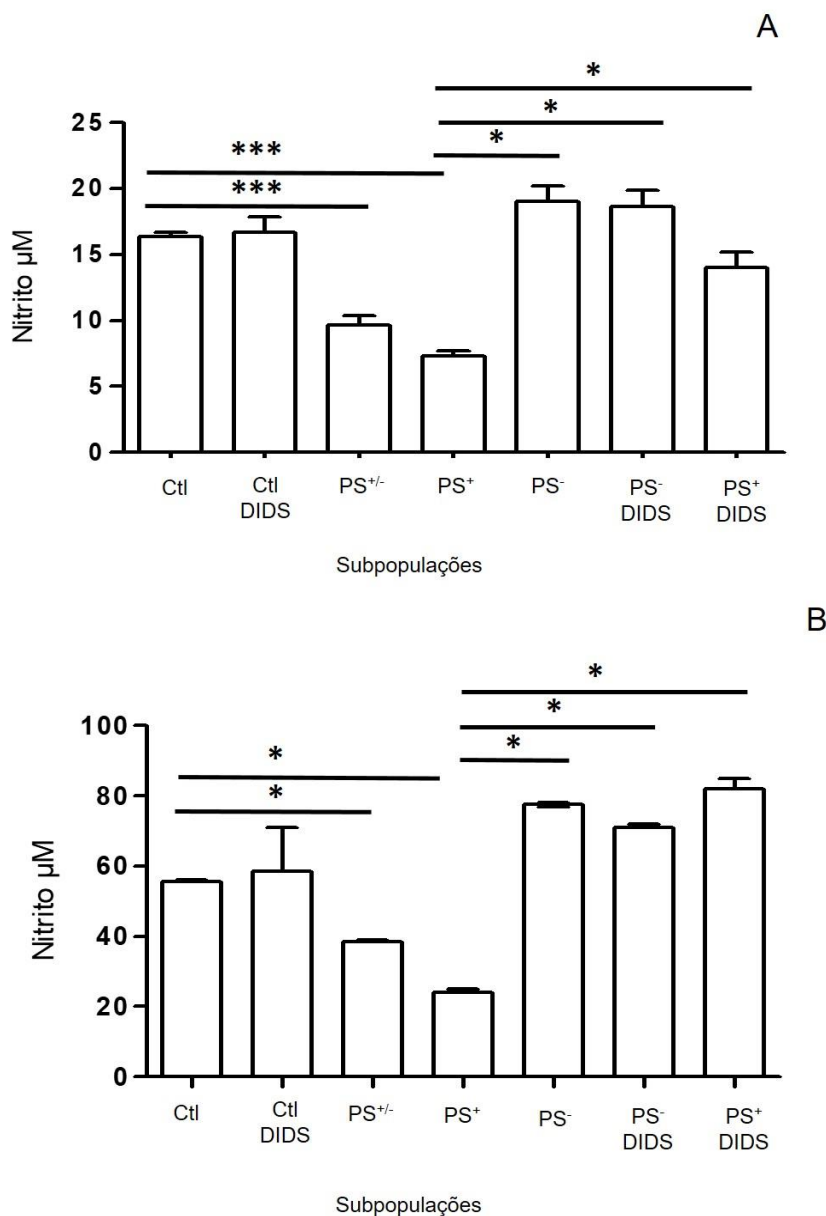 A
*
*
***
*
***
25
20
15
10
5
0
Nitrito µM
Ctl
Ctl DIDS
PS+/-
PS+
PS-
PS- DIDS
PS+ DIDS
Subpopulações
B
*
*
*
*
*
100
80
60
40
20
0
Nitrito µM
Ctl
Ctl DIDS
PS+/-
PS+
PS-
PS- DIDS
PS+ DIDS
Subpopulações